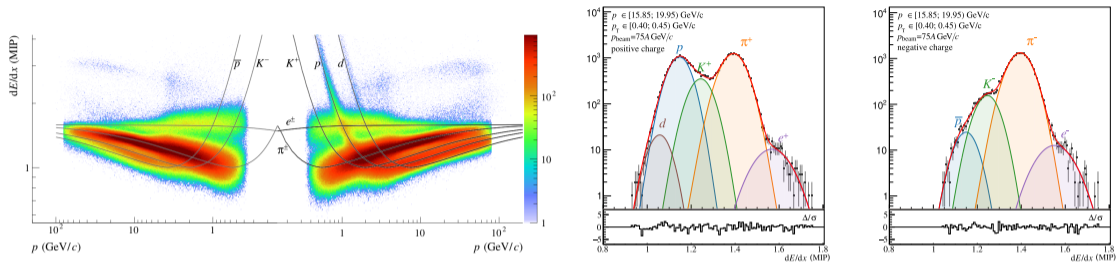 dE/dx (MIP)
p̅ K⁻ K⁺ p d
e±
π±
1
10²
10
1
10² 10 1 1 10 10²
p (GeV/c) p (GeV/c)
p ∈ [15.85; 19.95) GeV/c
p_T ∈ [0.40; 0.45) GeV/c
p_beam=75A GeV/c
positive charge
p K⁺ π⁺
d e⁺
10⁴
10³
10²
10
1
Δ/σ
5
0
−5
0.8 1 1.2 1.4 1.6 1.8
dE/dx (MIP)
p ∈ [15.85; 19.95) GeV/c
p_T ∈ [0.40; 0.45) GeV/c
p_beam=75A GeV/c
negative charge
π⁻
K⁻
p̅ e⁻
10⁴
10³
10²
10
1
Δ/σ
5
0
−5
0.8 1 1.2 1.4 1.6 1.8
dE/dx (MIP)